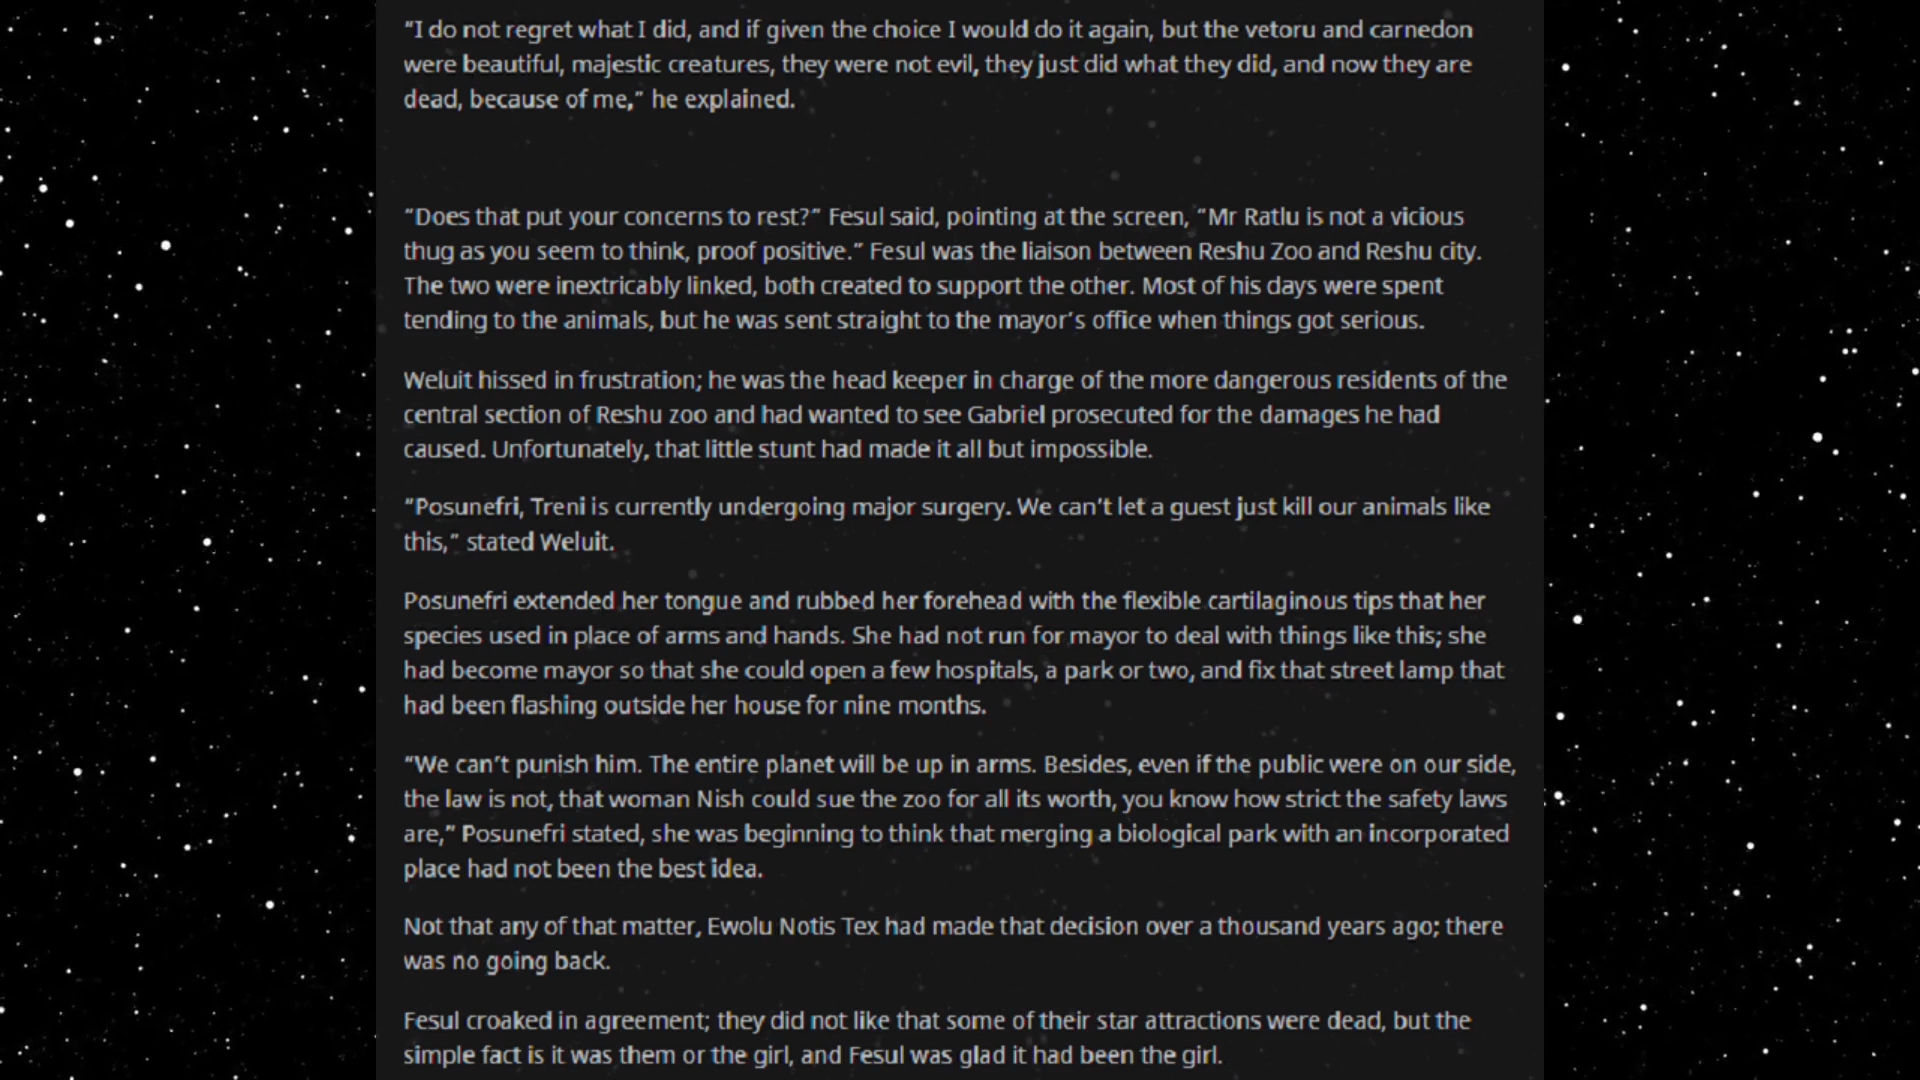 “I do not regret what I did, and if given the choice I would do it again, but the vetoru and carnedon
were beautiful, majestic creatures, they were not evil, they just did what they did, and now they are
dead, because of me,” he explained.
“Does that put your concerns to rest?” Fesul said, pointing at the screen, “Mr Ratlu is not a vicious
thug as you seem to think, proof positive.” Fesul was the liaison between Reshu Zoo and Reshu city.
The two were inextricably linked, both created to support the other. Most of his days were spent
tending to the animals, but he was sent straight to the mayor’s office when things got serious.
Weluit hissed in frustration; he was the head keeper in charge of the more dangerous residents of the
central section of Reshu zoo and had wanted to see Gabriel prosecuted for the damages he had
caused. Unfortunately, that little stunt had made it all but impossible.
“Posunefri, Treni is currently undergoing major surgery. We can’t let a guest just kill our animals like
this,” stated Weluit.
Posunefri extended her tongue and rubbed her forehead with the flexible cartilaginous tips that her
species used in place of arms and hands. She had not run for mayor to deal with things like this; she
had become mayor so that she could open a few hospitals, a park or two, and fix that street lamp that
had been flashing outside her house for nine months.
“We can’t punish him. The entire planet will be up in arms. Besides, even if the public were on our side,
the law is not, that woman Nish could sue the zoo for all its worth, you know how strict the safety laws
are,” Posunefri stated, she was beginning to think that merging a biological park with an incorporated
place had not been the best idea.
Not that any of that matter, Ewolu Notis Tex had made that decision over a thousand years ago; there
was no going back.
Fesul croaked in agreement; they did not like that some of their star attractions were dead, but the
simple fact is it was them or the girl, and Fesul was glad it had been the girl.